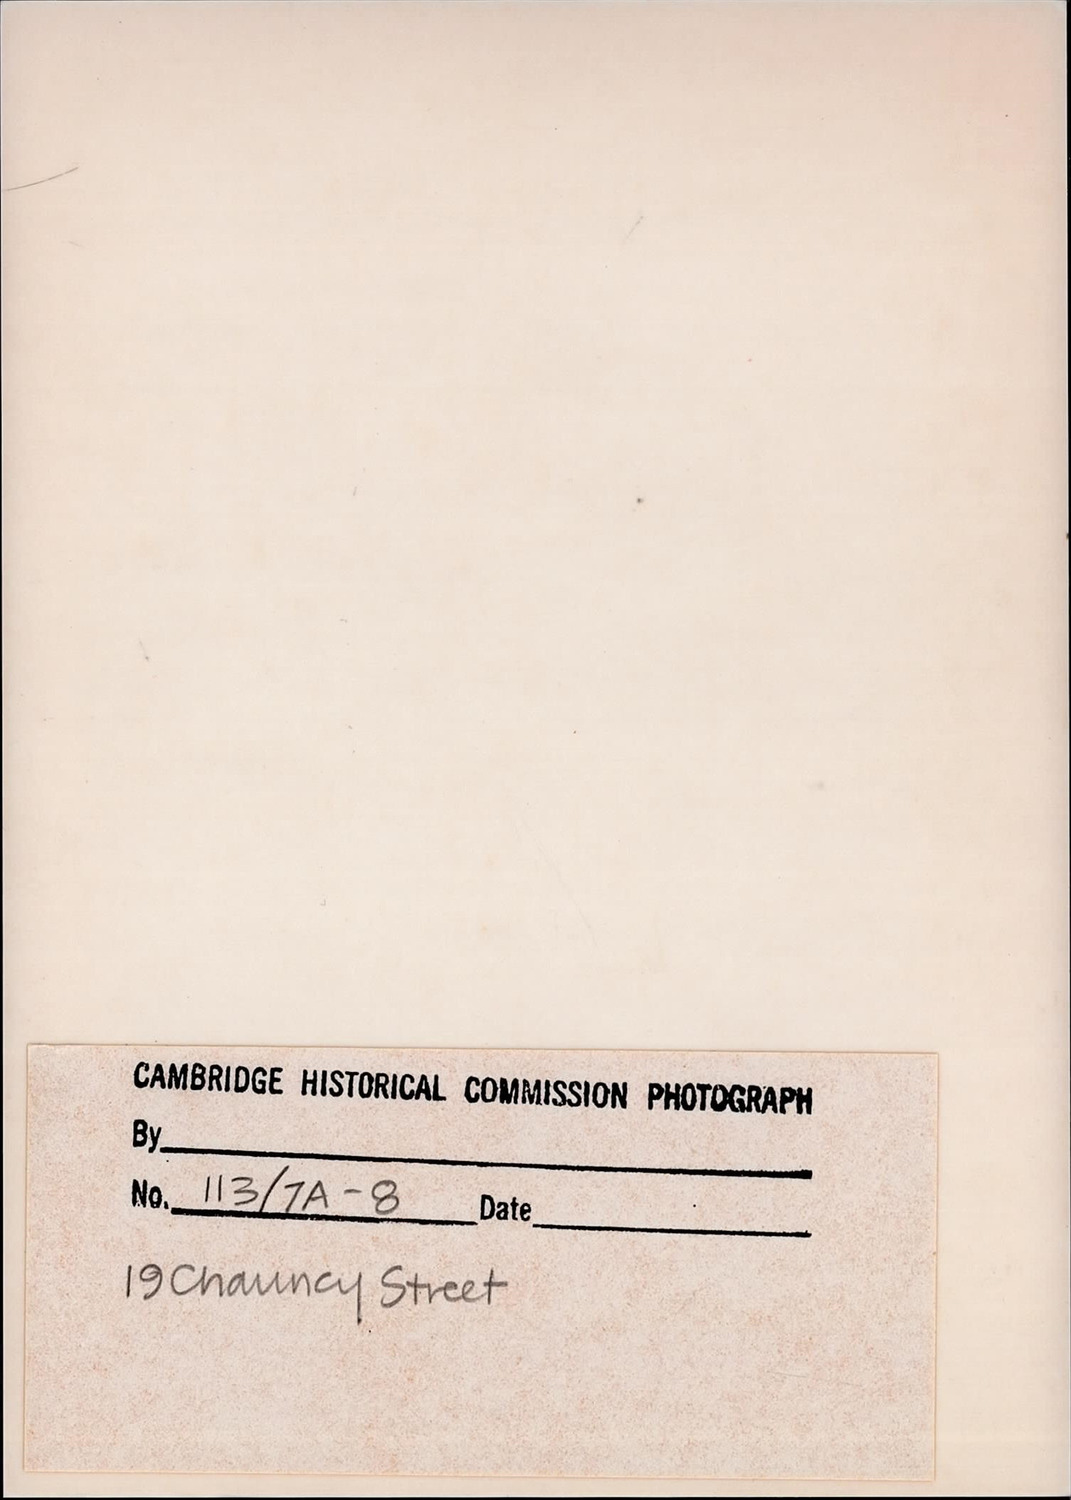 CAMBRIDGE HISTORICAL COMMISSION PHOTOGRAPH
By
No. 113/7A-8 Date
19 Chauncy Street